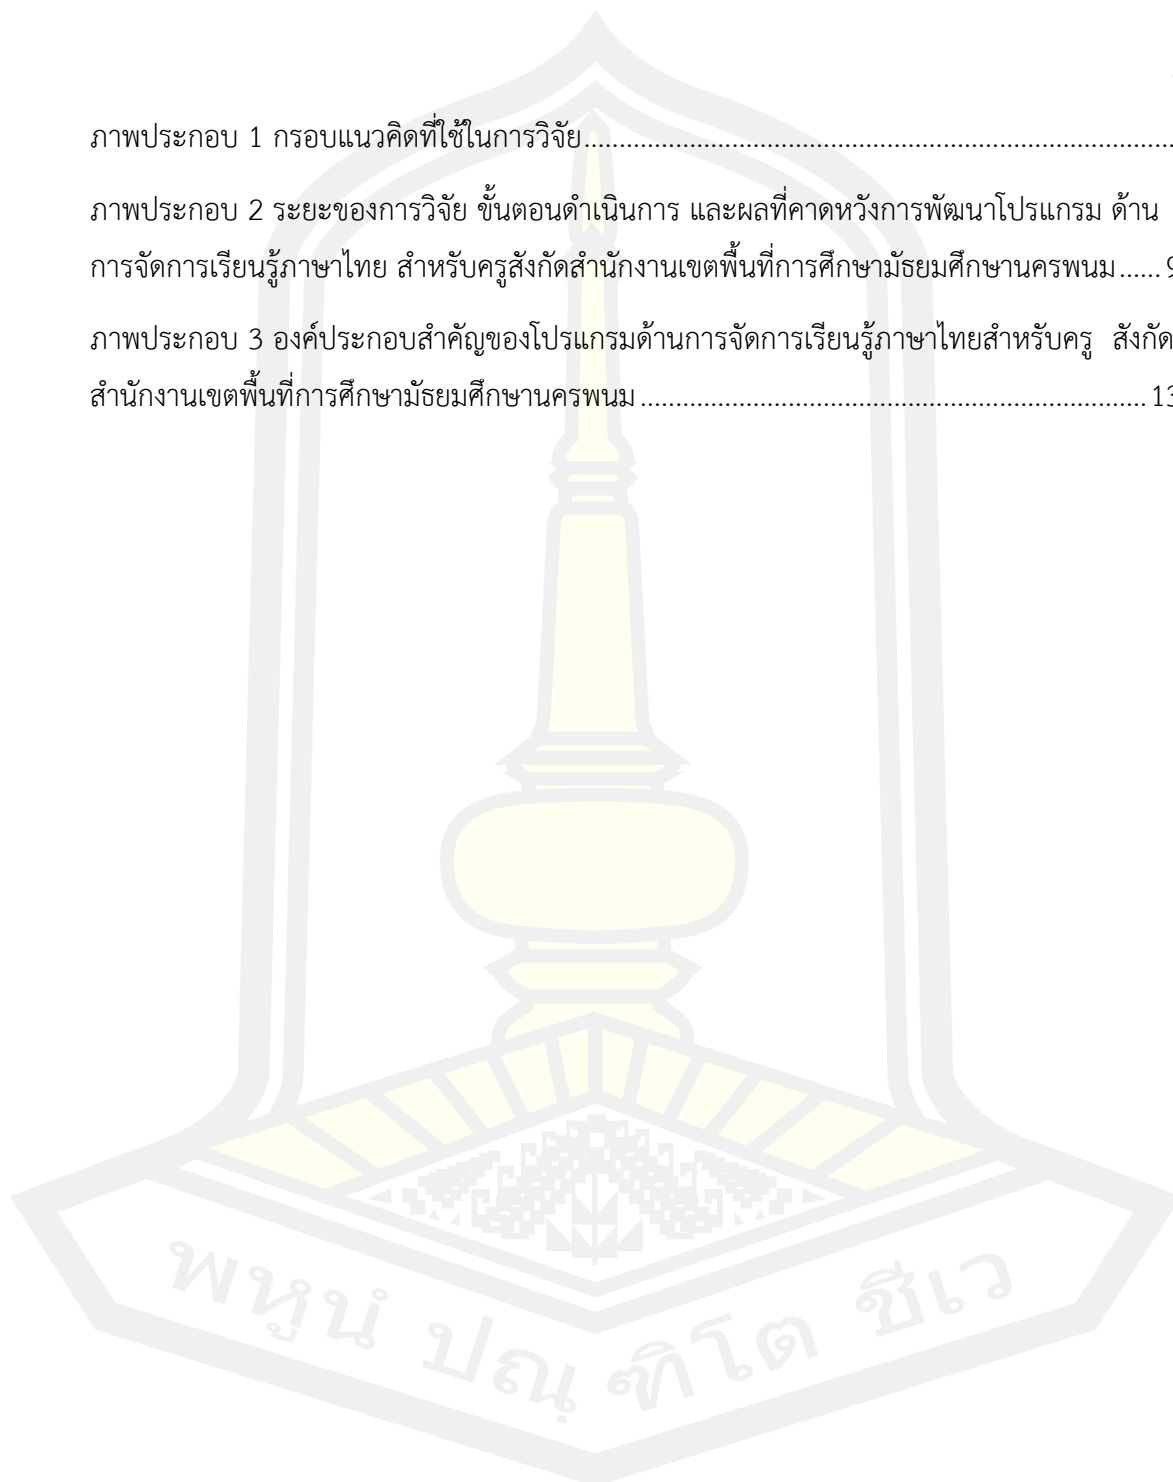 ภาพประกอบ 1 กรอบแนวคิดที่ใช้ในการวิจัย..............................................................................
ภาพประกอบ 2 ระยะของการวิจัย ขั้นตอนดำเนินการ และผลที่คาดหวังการพัฒนาโปรแกรม ด้าน
การจัดการเรียนรู้ภาษาไทย สำหรับครูสังกัดสำนักงานเขตพื้นที่การศึกษามัธยมศึกษานครพนม......
ภาพประกอบ 3 องค์ประกอบสำคัญของโปรแกรมด้านการจัดการเรียนรู้ภาษาไทยสำหรับครู สังกัด
สำนักงานเขตพื้นที่การศึกษามัธยมศึกษานครพนม........................................................................ 13
พหูนํ ปณฺฑิโต ชีเว